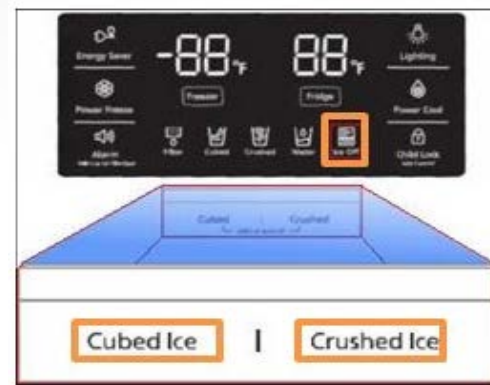 Energy Saver
-88°F
88°F
Lighting
Freezer
Fridge
Power Freeze
Power Cool
Alarm
Filter
Cubed
Crushed
Water
Ice Off
Child Lock
Cubed | Crushed
Cubed Ice | Crushed Ice